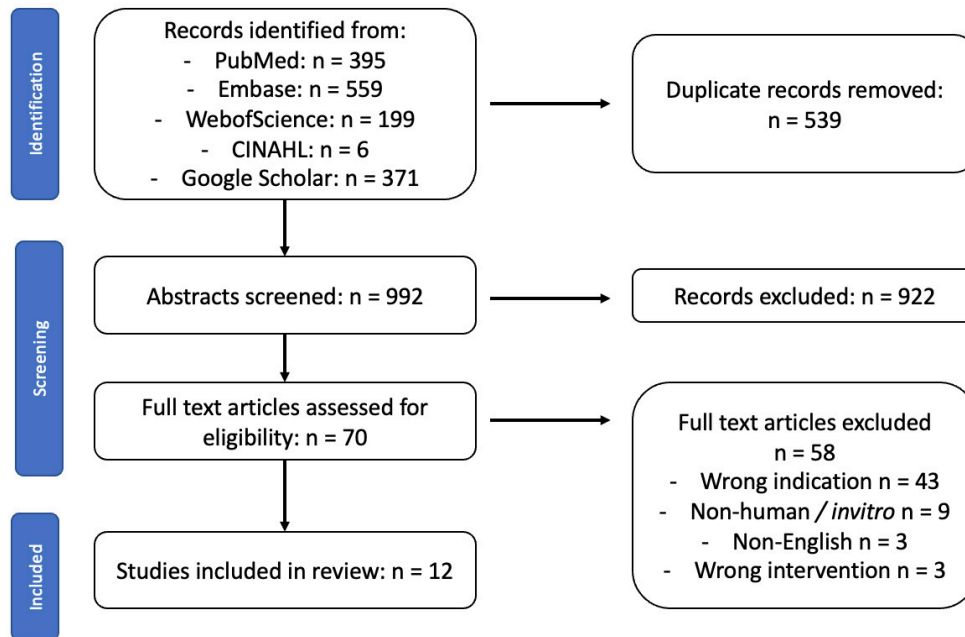 Identification
Records identified from:
- PubMed: n = 395
- Embase: n = 559
- WebofScience: n = 199
- CINAHL: n = 6
- Google Scholar: n = 371
Duplicate records removed:
n = 539
Screening
Abstracts screened: n = 992
Records excluded: n = 922
Full text articles assessed for
eligibility: n = 70
Full text articles excluded
n = 58
- Wrong indication n = 43
- Non-human / invitro n = 9
- Non-English n = 3
- Wrong intervention n = 3
Included
Studies included in review: n = 12